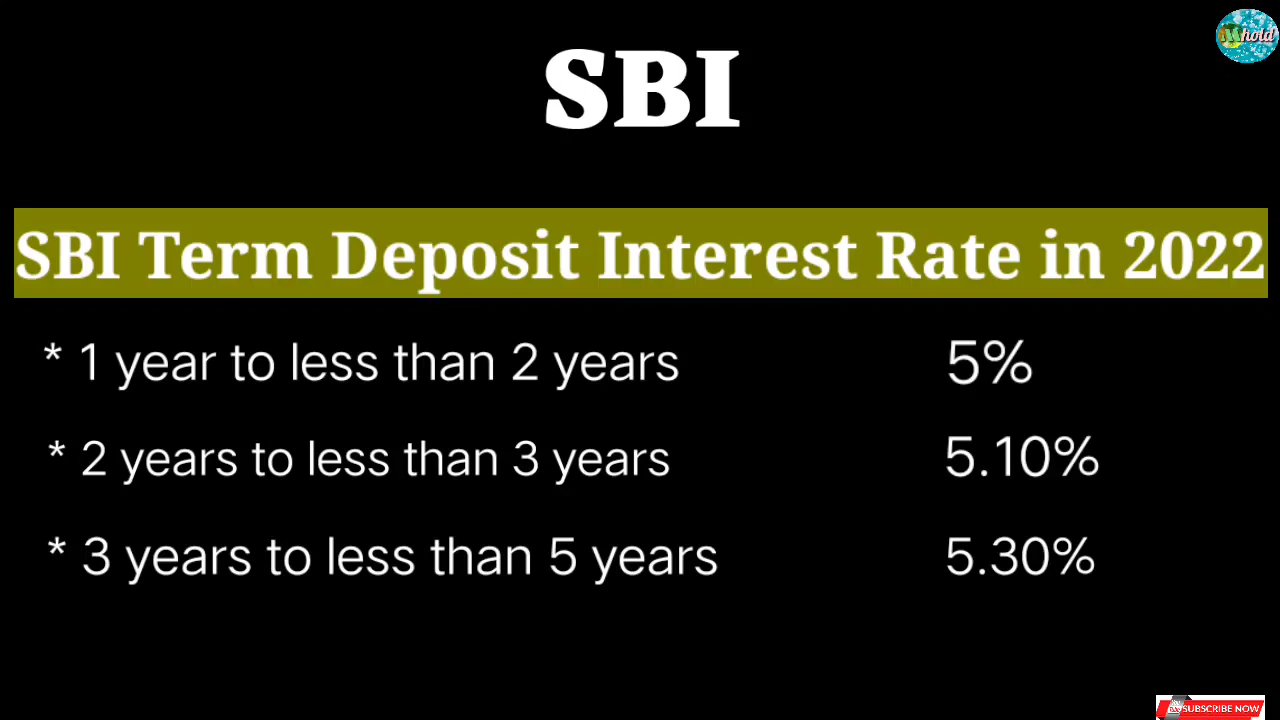 SBI
SBI Term Deposit Interest Rate in 2022
* 1 year to less than 2 years 5%
* 2 years to less than 3 years 5.10%
* 3 years to less than 5 years 5.30%
SUBSCRIBE NOW